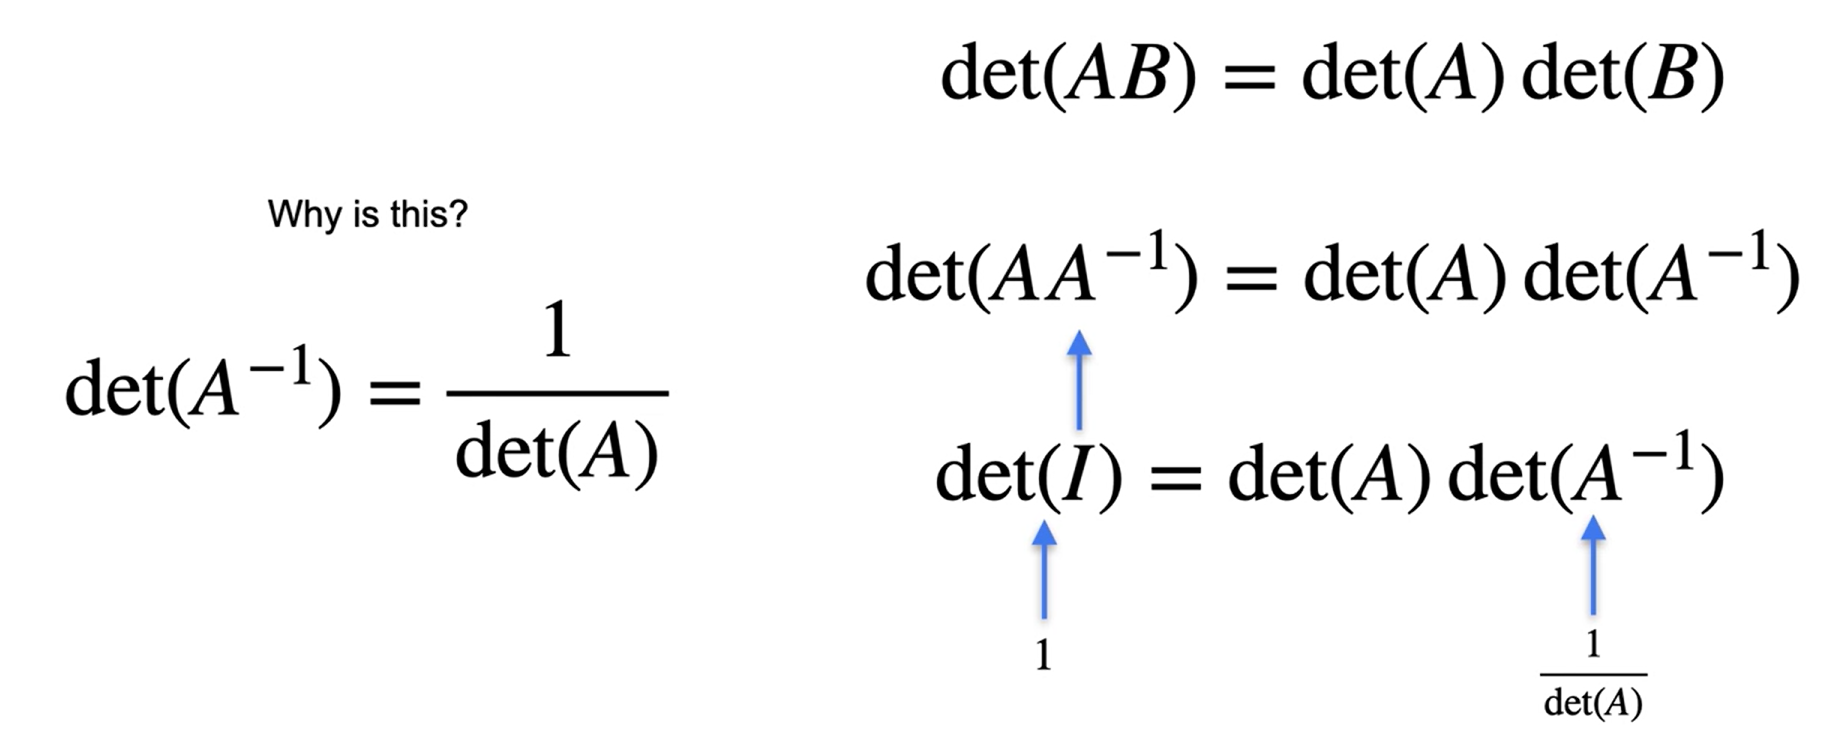 Why is this?
det(A⁻¹) = 1 / det(A)
det(AB) = det(A) det(B)
det(AA⁻¹) = det(A) det(A⁻¹)
det(I) = det(A) det(A⁻¹)
1
1 / det(A)